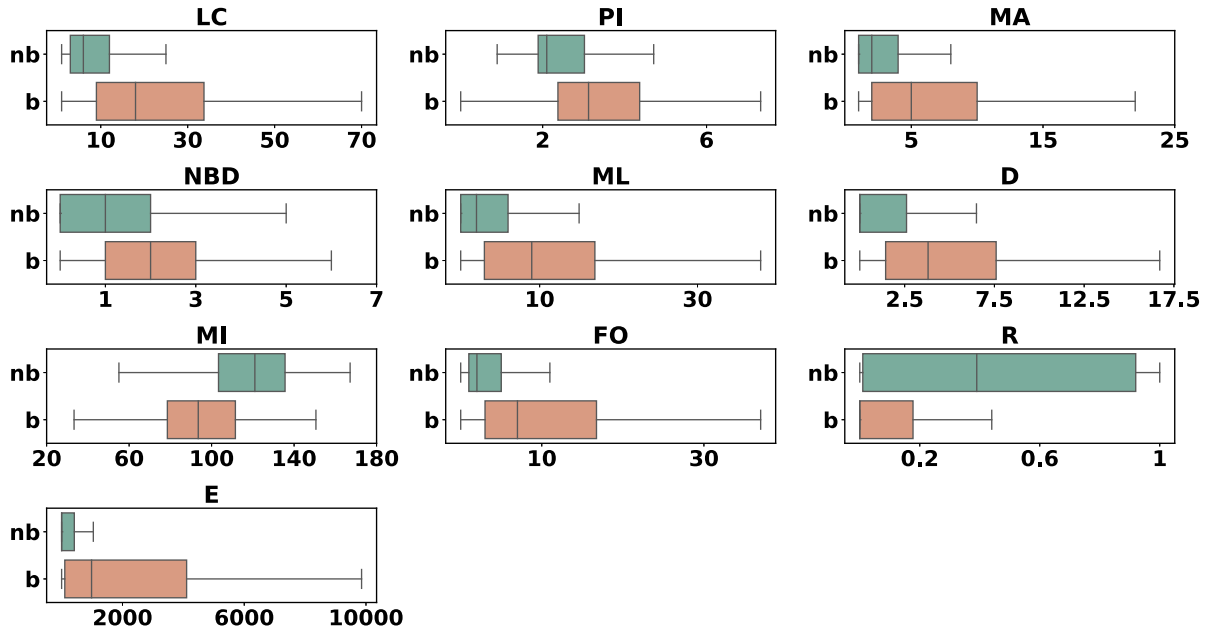 LC PI MA
nb nb
b b
10 30 50 70 2 6 5 15 25
NBD ML D
nb nb nb
b b b
1 3 5 7 10 30 2.5 7.5 12.5 17.5
MI FO R
nb nb nb
b b b
20 60 100 140 180 10 30 0.2 0.6 1
E
nb
b
2000 6000 10000